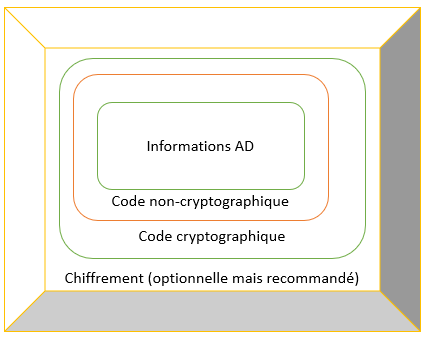 Informations AD
Code non-cryptographique
Code cryptographique
Chiffrement (optionnelle mais recommandé)